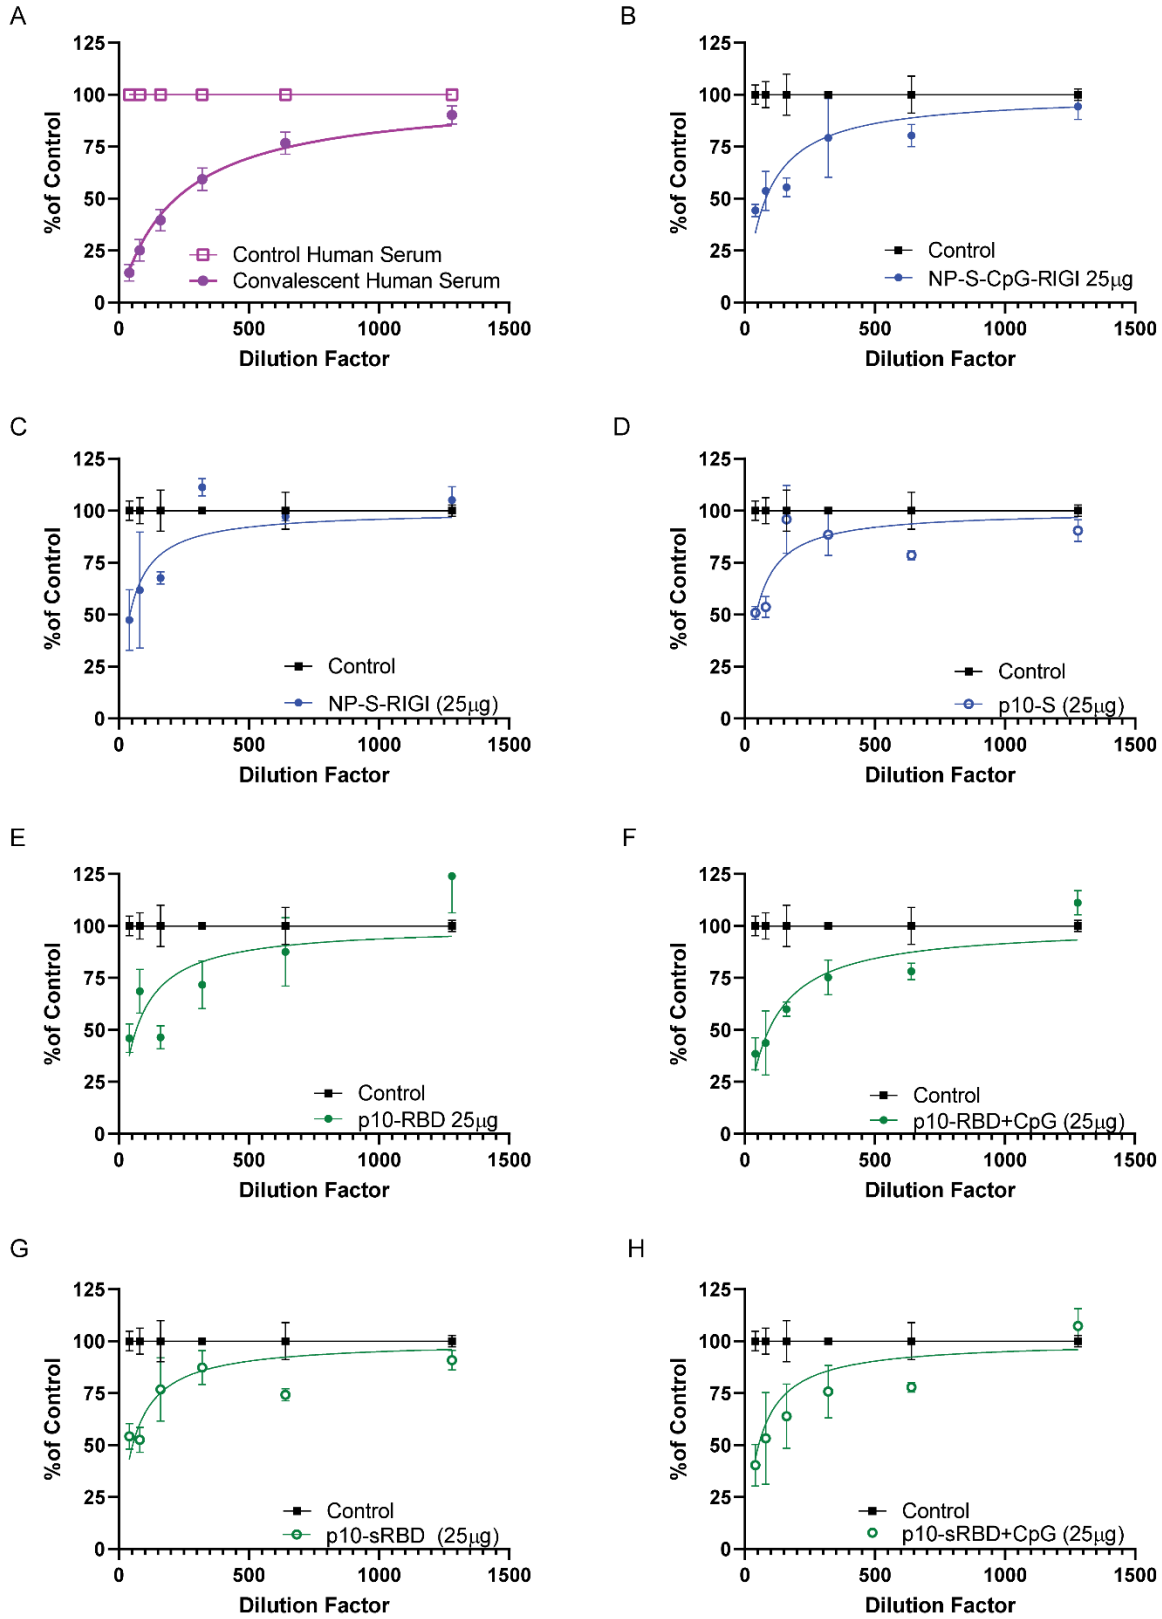 A
125
100
75
50
25
0
%of Control
Control Human Serum
Convalescent Human Serum
0 500 1000 1500
Dilution Factor
B
125
100
75
50
25
0
%of Control
Control
NP-S-CpG-RIGI 25μg
0 500 1000 1500
Dilution Factor
C
125
100
75
50
25
0
%of Control
Control
NP-S-RIGI (25μg)
0 500 1000 1500
Dilution Factor
D
125
100
75
50
25
0
%of Control
Control
p10-S (25μg)
0 500 1000 1500
Dilution Factor
E
125
100
75
50
25
0
%of Control
Control
p10-RBD 25μg
0 500 1000 1500
Dilution Factor
F
125
100
75
50
25
0
%of Control
Control
p10-RBD+CpG (25μg)
0 500 1000 1500
Dilution Factor
G
125
100
75
50
25
0
%of Control
Control
p10-sRBD (25μg)
0 500 1000 1500
Dilution Factor
H
125
100
75
50
25
0
%of Control
Control
p10-sRBD+CpG (25μg)
0 500 1000 1500
Dilution Factor